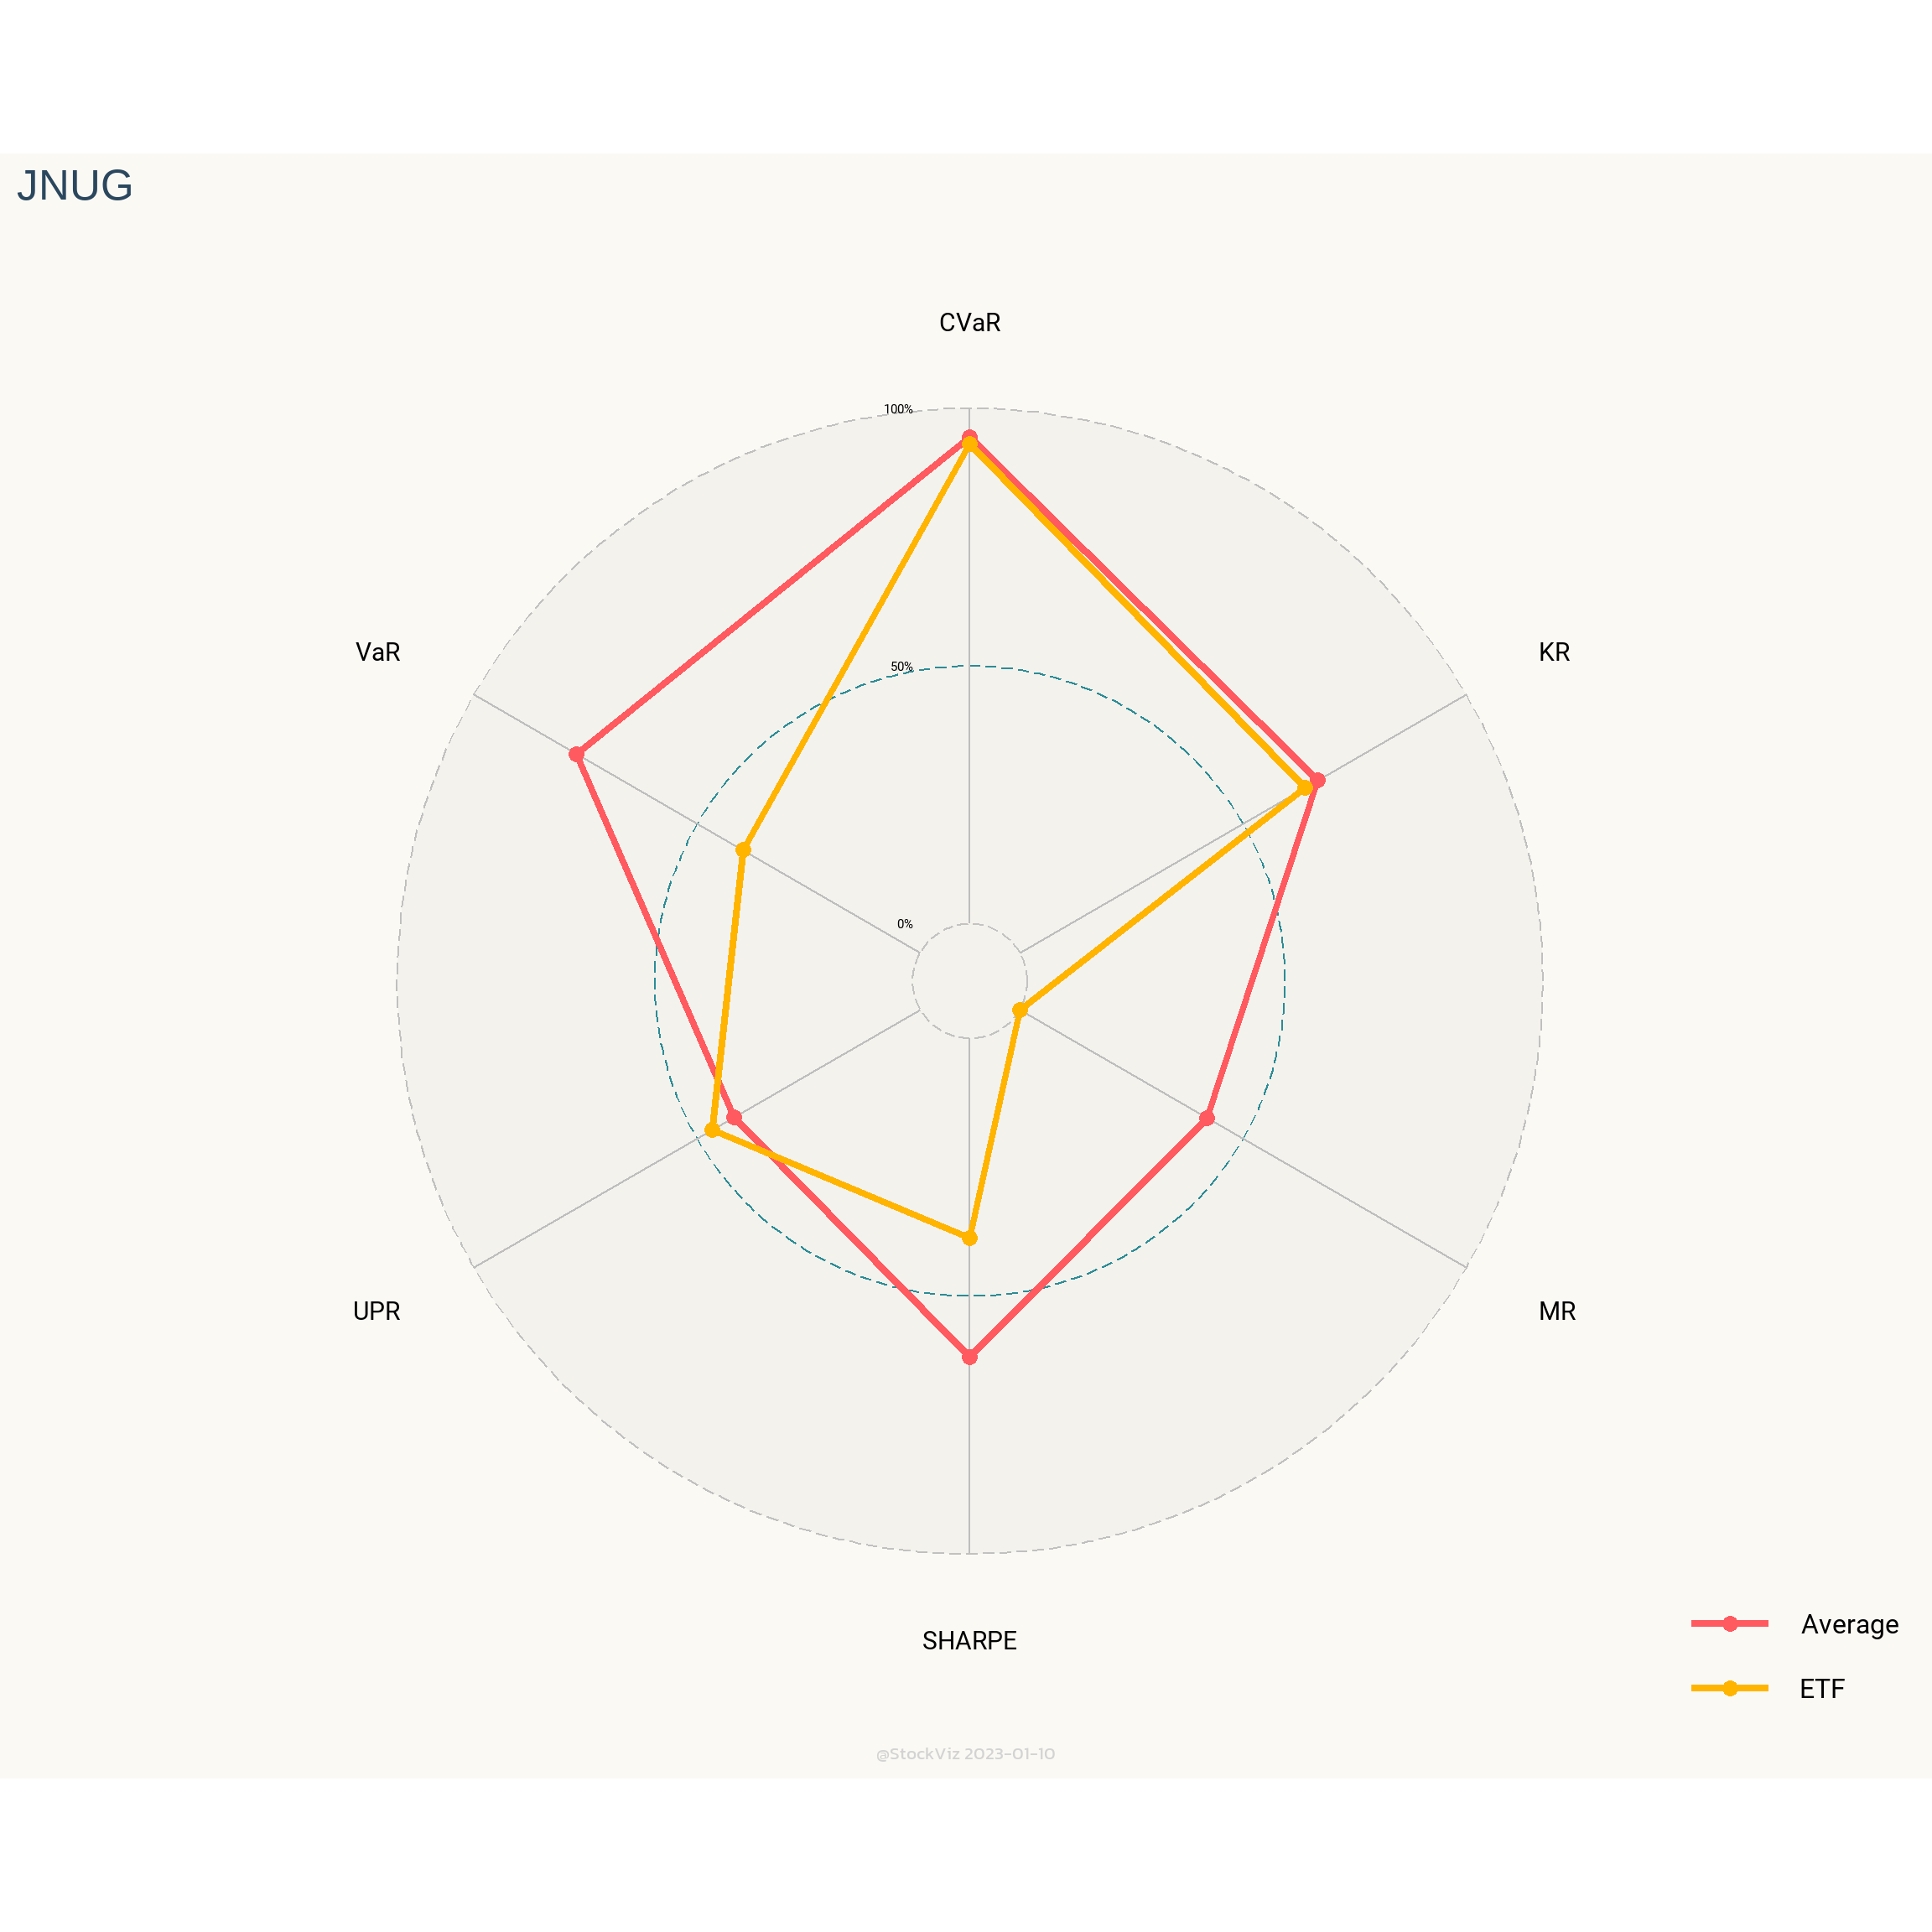 JNUG
CVaR
100%
VaR
KR
50%
0%
UPR
MR
SHARPE
Average
ETF
@StockViz 2023-01-10